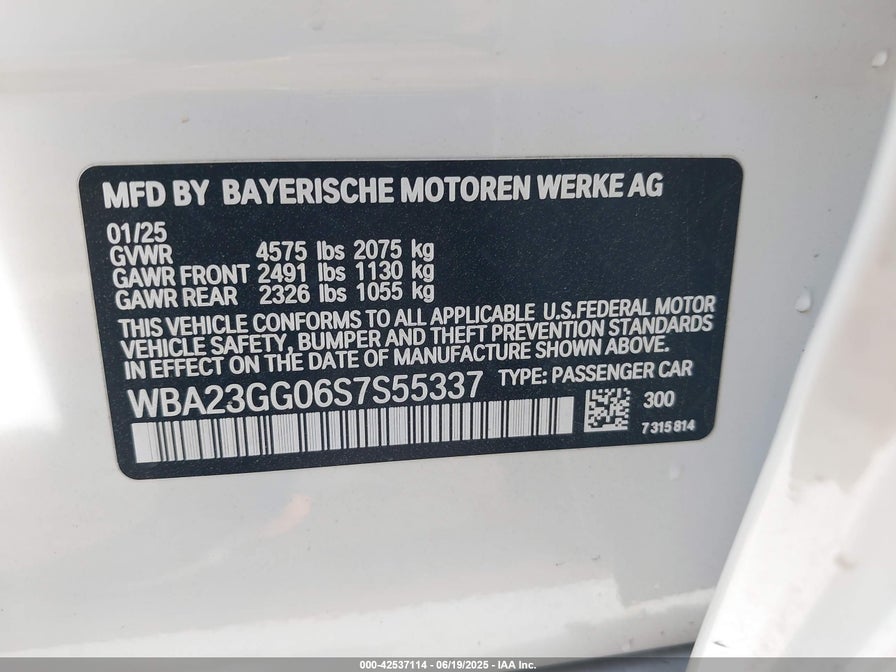 MFD BY BAYERISCHE MOTOREN WERKE AG
01/25
GVWR 4575 lbs 2075 kg
GAWR FRONT 2491 lbs 1130 kg
GAWR REAR 2326 lbs 1055 kg
THIS VEHICLE CONFORMS TO ALL APPLICABLE U.S.FEDERAL MOTOR
VEHICLE SAFETY, BUMPER AND THEFT PREVENTION STANDARDS
IN EFFECT ON THE DATE OF MANUFACTURE SHOWN ABOVE.
WBA23GG06S7S55337 TYPE: PASSENGER CAR
300
7 315 814
000-42537114 - 06/19/2025 - IAA Inc.